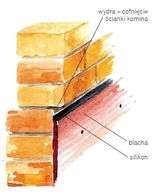 wydra – cofnięcie
ścianki komina
blacha
silikon